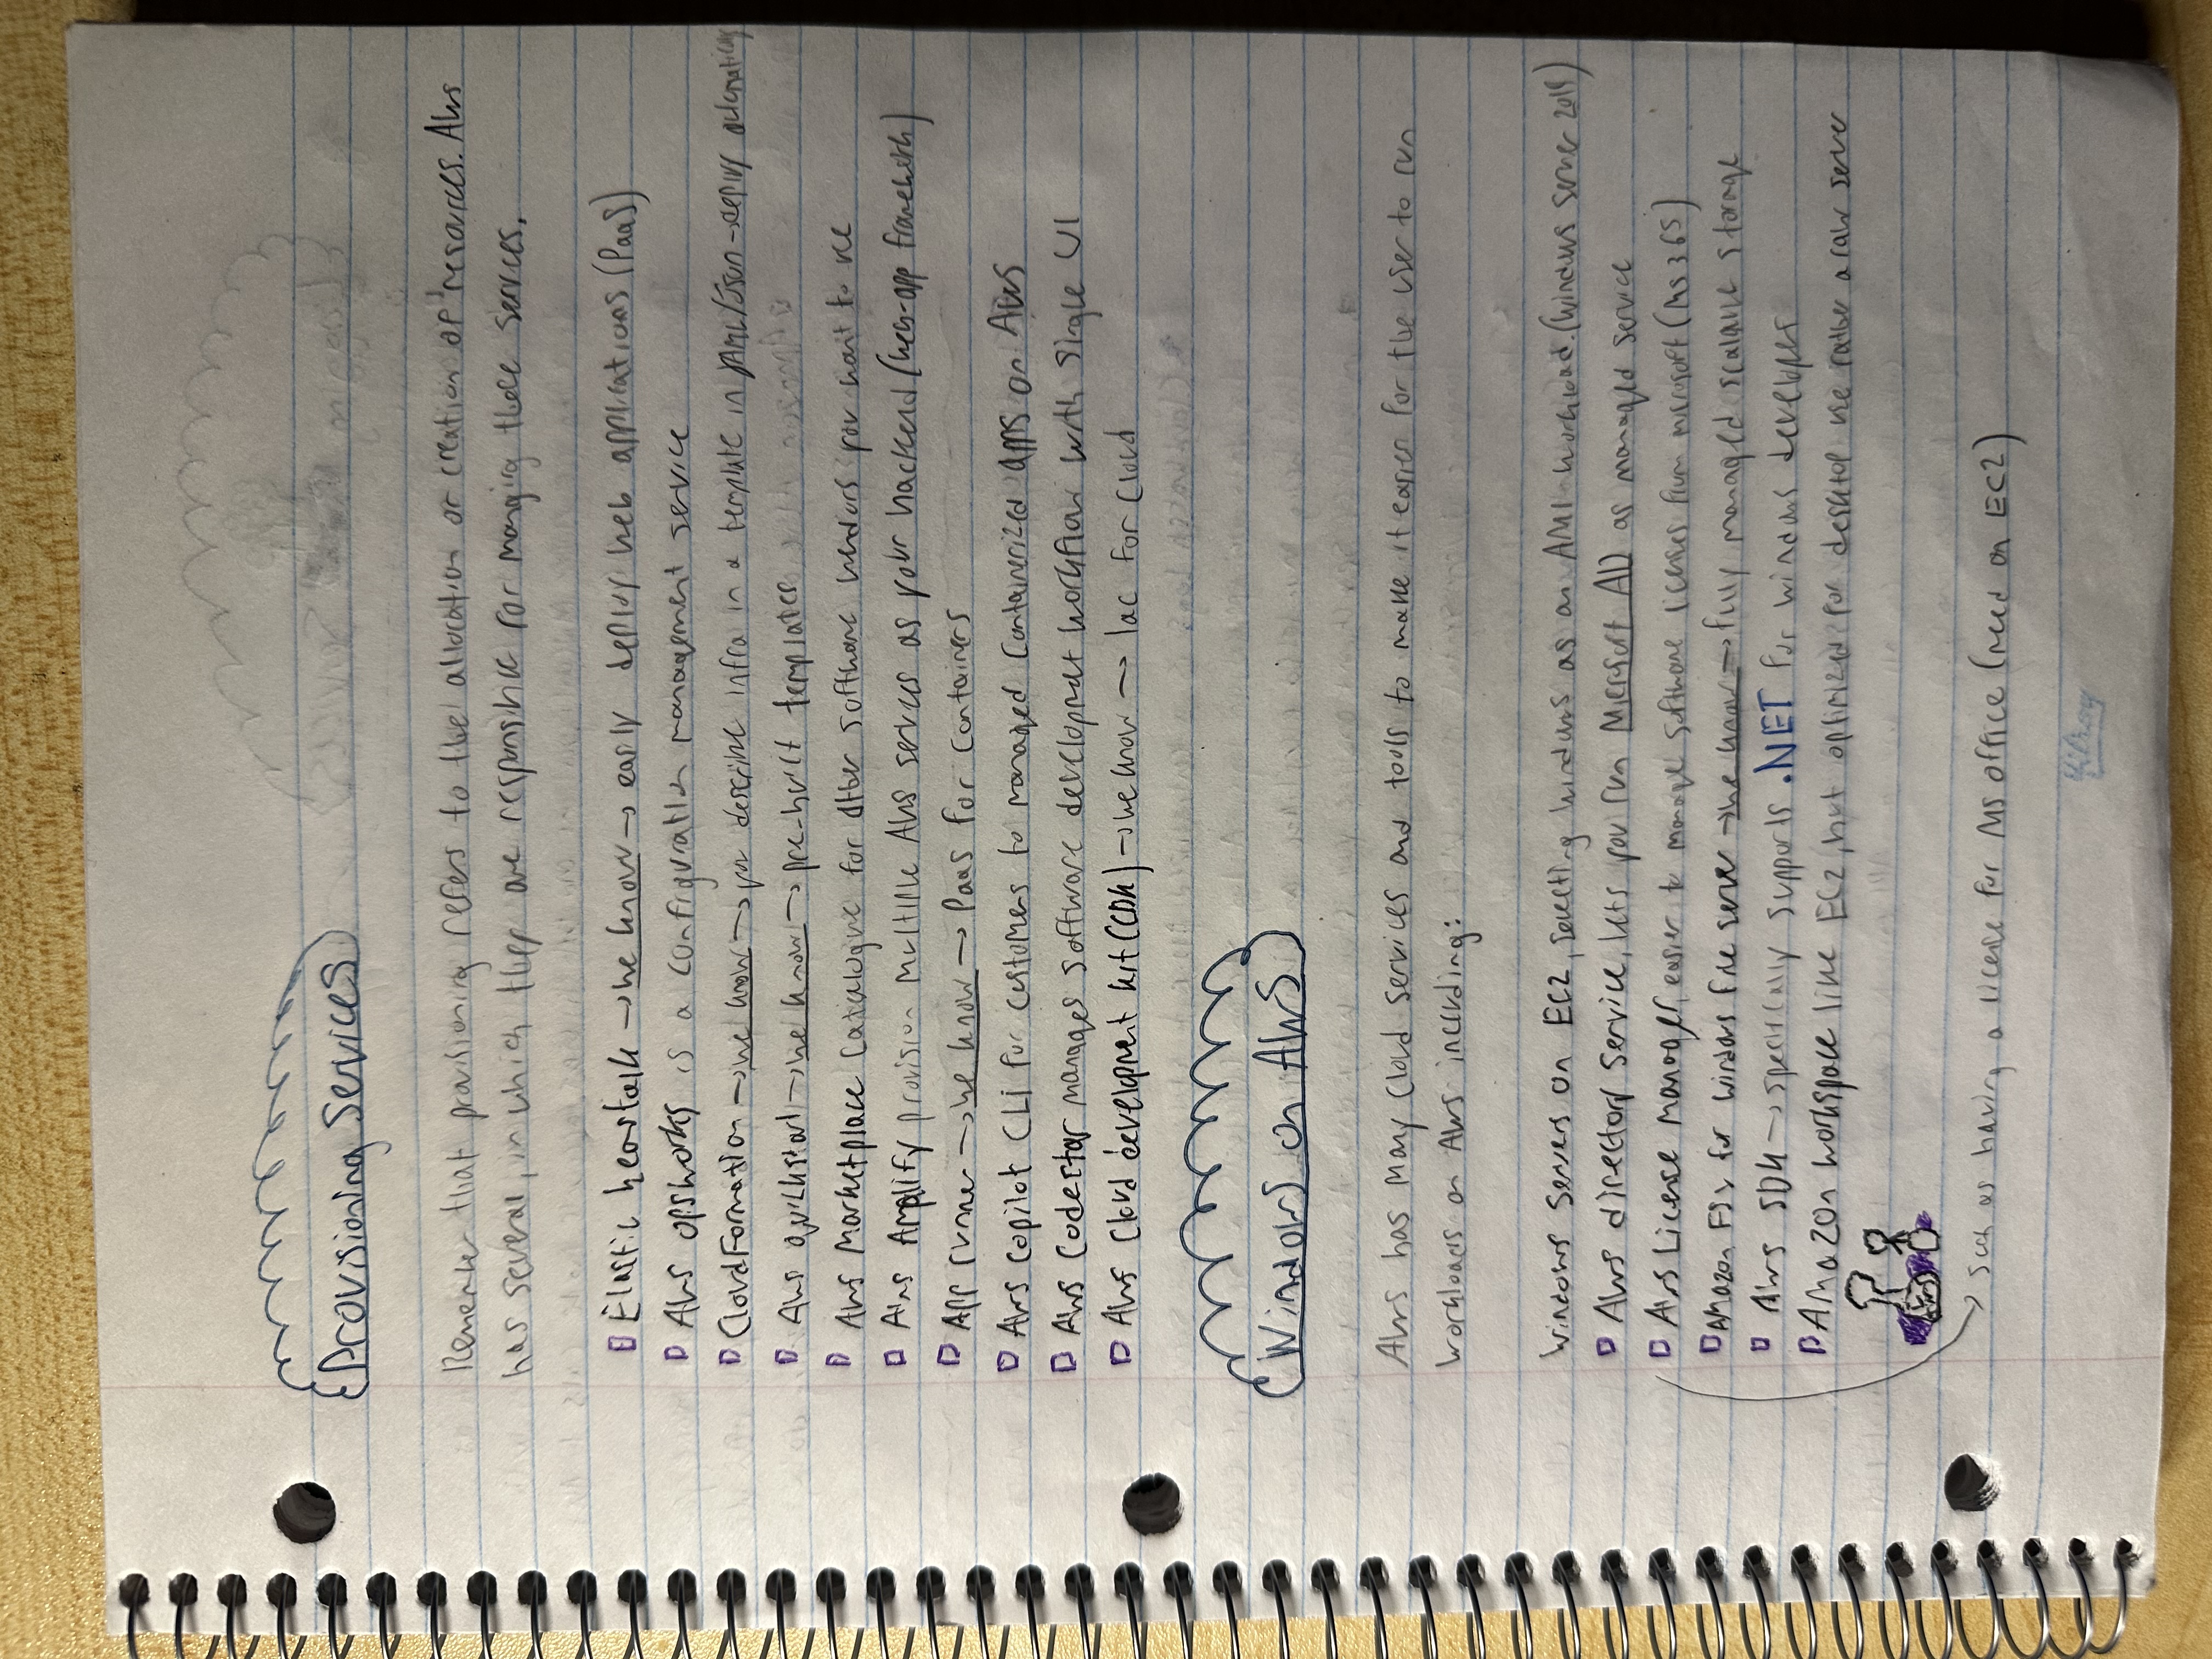 Provisioning Services
Remember that provisioning refers to the allocation or creation of resources. AWS
has several, in which they are responsible for managing these services.
Elastic beanstalk → we know → easily deploy web applications (PaaS)
AWS opsworks is a configuration management service
CloudFormation → we know → you describe infra in a template in YAML/Json → deploy automatically
AWS quickstart → we know → pre-built templates
AWS Marketplace Catalogue for other software vendors you want to use
AWS Amplify provision multiple AWS services as your backend (web-app framework)
App runner → we know → PaaS for containers
AWS copilot CLI for customers to managed containerized apps on AWS
AWS Codestar manages software development workflow with single UI
AWS Cloud development kit (CDK) → we know → Iac for cloud
Windows on AWS
AWS has many cloud services and tools to make it easier for the user to run
workloads on AWS including:
Windows servers on EC2, selecting windows as an AMI workload. (Windows Server 2019)
AWS directory service, lets you run Microsoft AD as managed service
AWS License Manager, easier to manage software licenses from microsoft (MS 365)
Amazon FSx for windows file server → we know → fully managed scalable storage
AWS SDK → specifically supports .NET for windows developers
Amazon workspace like EC2, but optimized for desktop use rather a raw server
→ such as having a license for MS office (need on EC2)
Hilroy